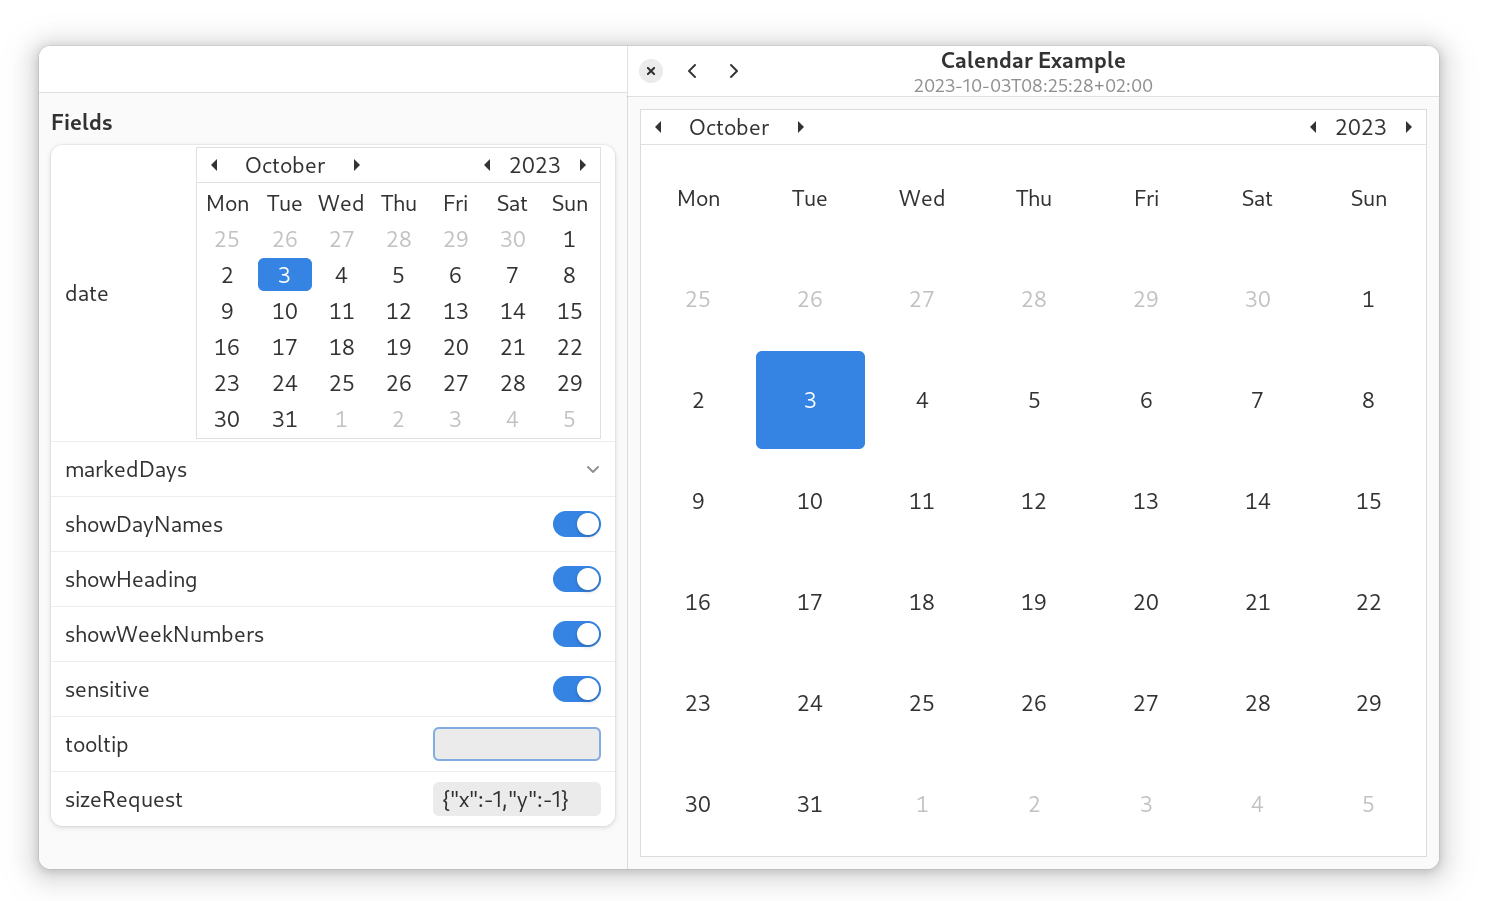 Fields
date
October 2023
Mon Tue Wed Thu Fri Sat Sun
25 26 27 28 29 30 1
2 3 4 5 6 7 8
9 10 11 12 13 14 15
16 17 18 19 20 21 22
23 24 25 26 27 28 29
30 31 1 2 3 4 5
markedDays
showDayNames
showHeading
showWeekNumbers
sensitive
tooltip
sizeRequest {"x":-1,"y":-1}
Calendar Example
2023-10-03T08:25:28+02:00
October 2023
Mon Tue Wed Thu Fri Sat Sun
25 26 27 28 29 30 1
2 3 4 5 6 7 8
9 10 11 12 13 14 15
16 17 18 19 20 21 22
23 24 25 26 27 28 29
30 31 1 2 3 4 5